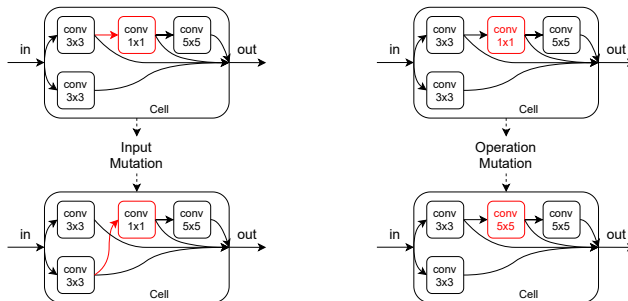 in
conv
3x3
conv
1x1
conv
5x5
out
conv
3x3
Cell
Input
Mutation
in
conv
3x3
conv
1x1
conv
5x5
out
conv
3x3
Cell
in
conv
3x3
conv
1x1
conv
5x5
out
conv
3x3
Cell
Operation
Mutation
in
conv
3x3
conv
5x5
conv
5x5
out
conv
3x3
Cell